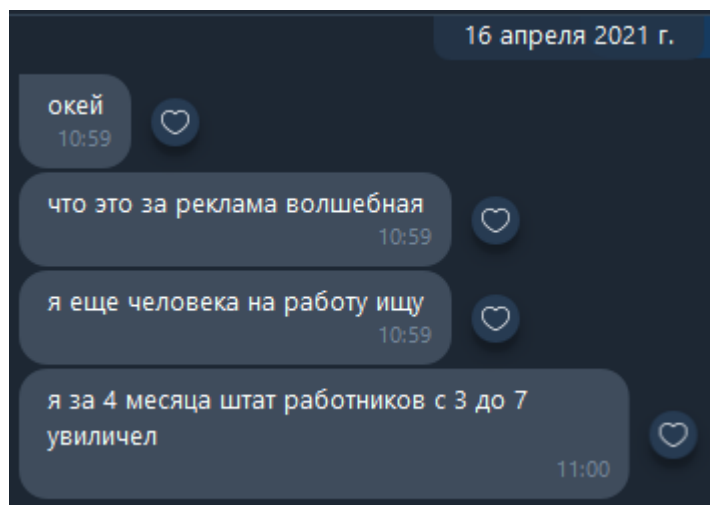 16 апреля 2021 г.
окей
10:59
что это за реклама волшебная
10:59
я еще человека на работу ищу
10:59
я за 4 месяца штат работников с 3 до 7
увиличел
11:00